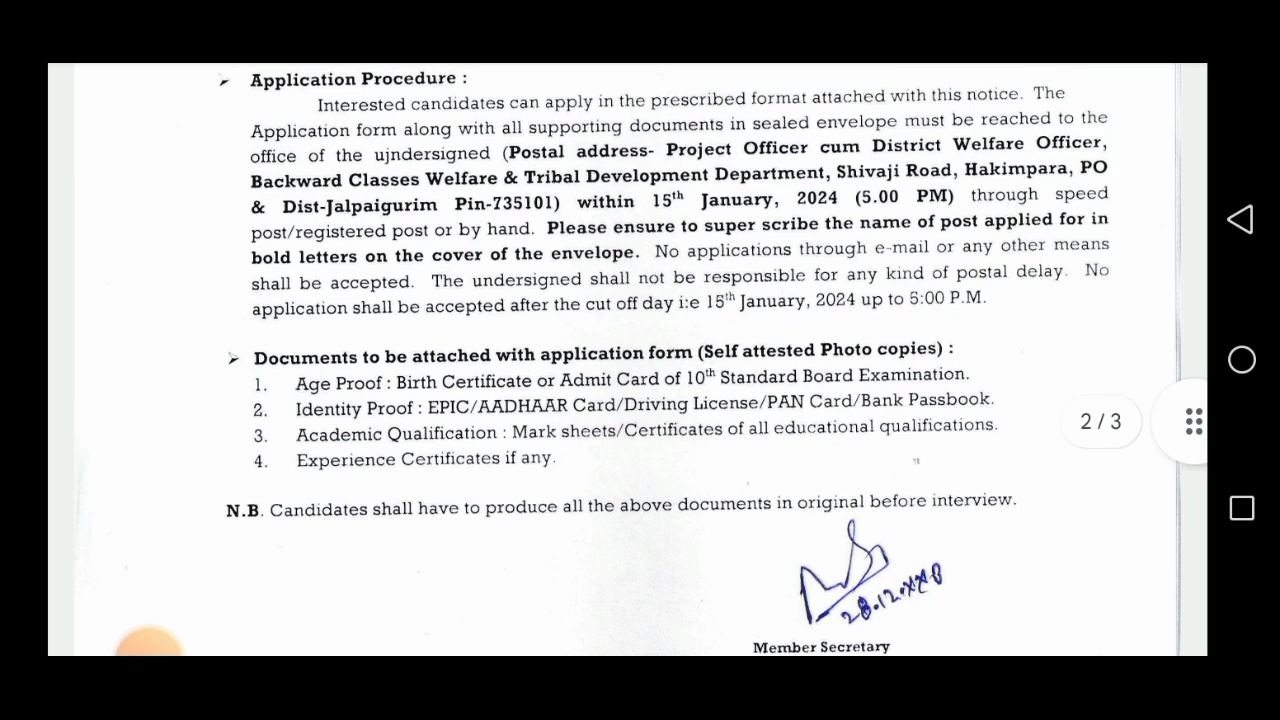 ➢ Application Procedure :
Interested candidates can apply in the prescribed format attached with this notice. The
Application form along with all supporting documents in sealed envelope must be reached to the
office of the ujndersigned (Postal address- Project Officer cum District Welfare Officer,
Backward Classes Welfare & Tribal Development Department, Shivaji Road, Hakimpara, PO
& Dist-Jalpaigurim Pin-735101) within 15th January, 2024 (5.00 PM) through speed
post/registered post or by hand. Please ensure to super scribe the name of post applied for in
bold letters on the cover of the envelope. No applications through e-mail or any other means
shall be accepted. The undersigned shall not be responsible for any kind of postal delay. No
application shall be accepted after the cut off day i:e 15th January, 2024 up to 5:00 P.M.
➢ Documents to be attached with application form (Self attested Photo copies) :
1. Age Proof : Birth Certificate or Admit Card of 10th Standard Board Examination.
2. Identity Proof : EPIC/AADHAAR Card/Driving License/PAN Card/Bank Passbook.
3. Academic Qualification : Mark sheets/Certificates of all educational qualifications.
4. Experience Certificates if any.
2 / 3
N.B. Candidates shall have to produce all the above documents in original before interview.
Member Secretary